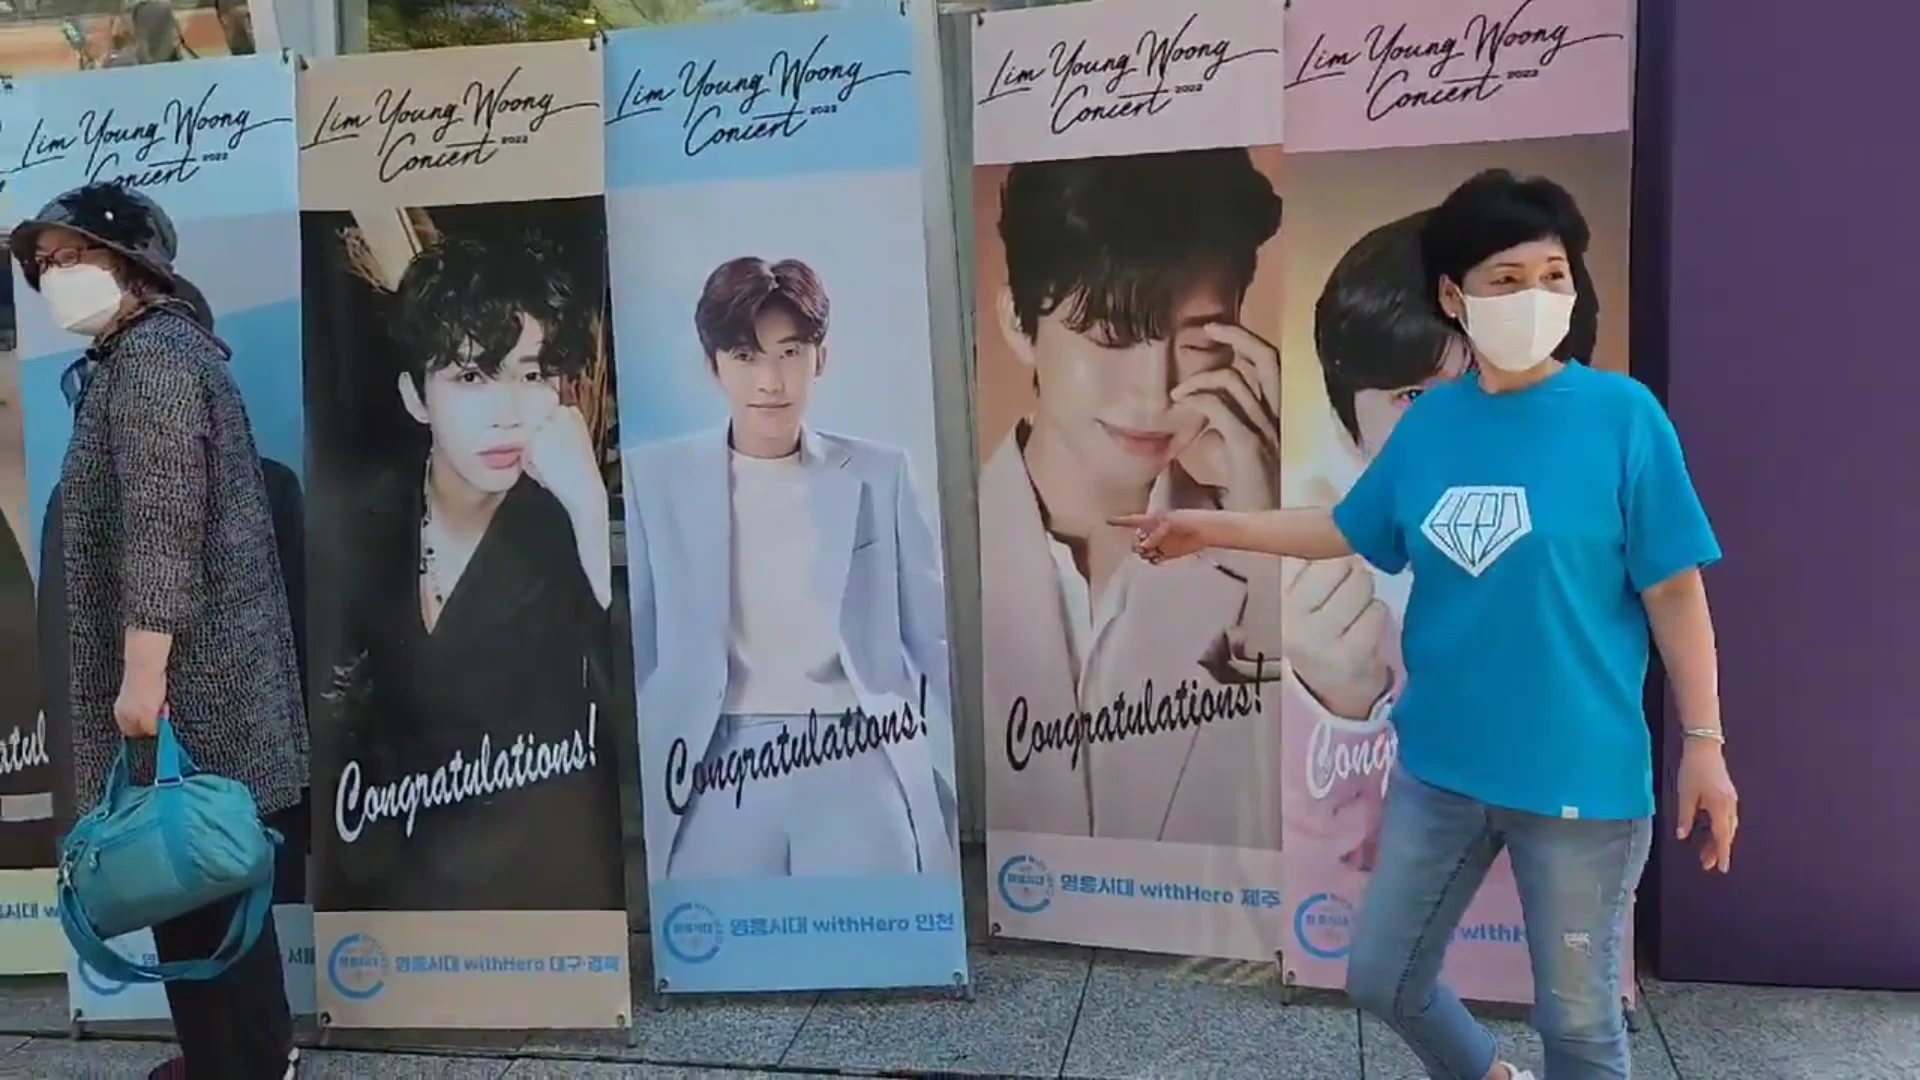 Lim Young Woong
Concert 2022
Lim Young Woong
Concert 2022
Congratulations!
영웅시대 withHero 대구·경북
Lim Young Woong
Concert 2022
Congratulations!
영웅시대 withHero 인천
Lim Young Woong
Concert 2022
Congratulations!
영웅시대 withHero 제주
Lim Young Woong
Concert 2022
HERO